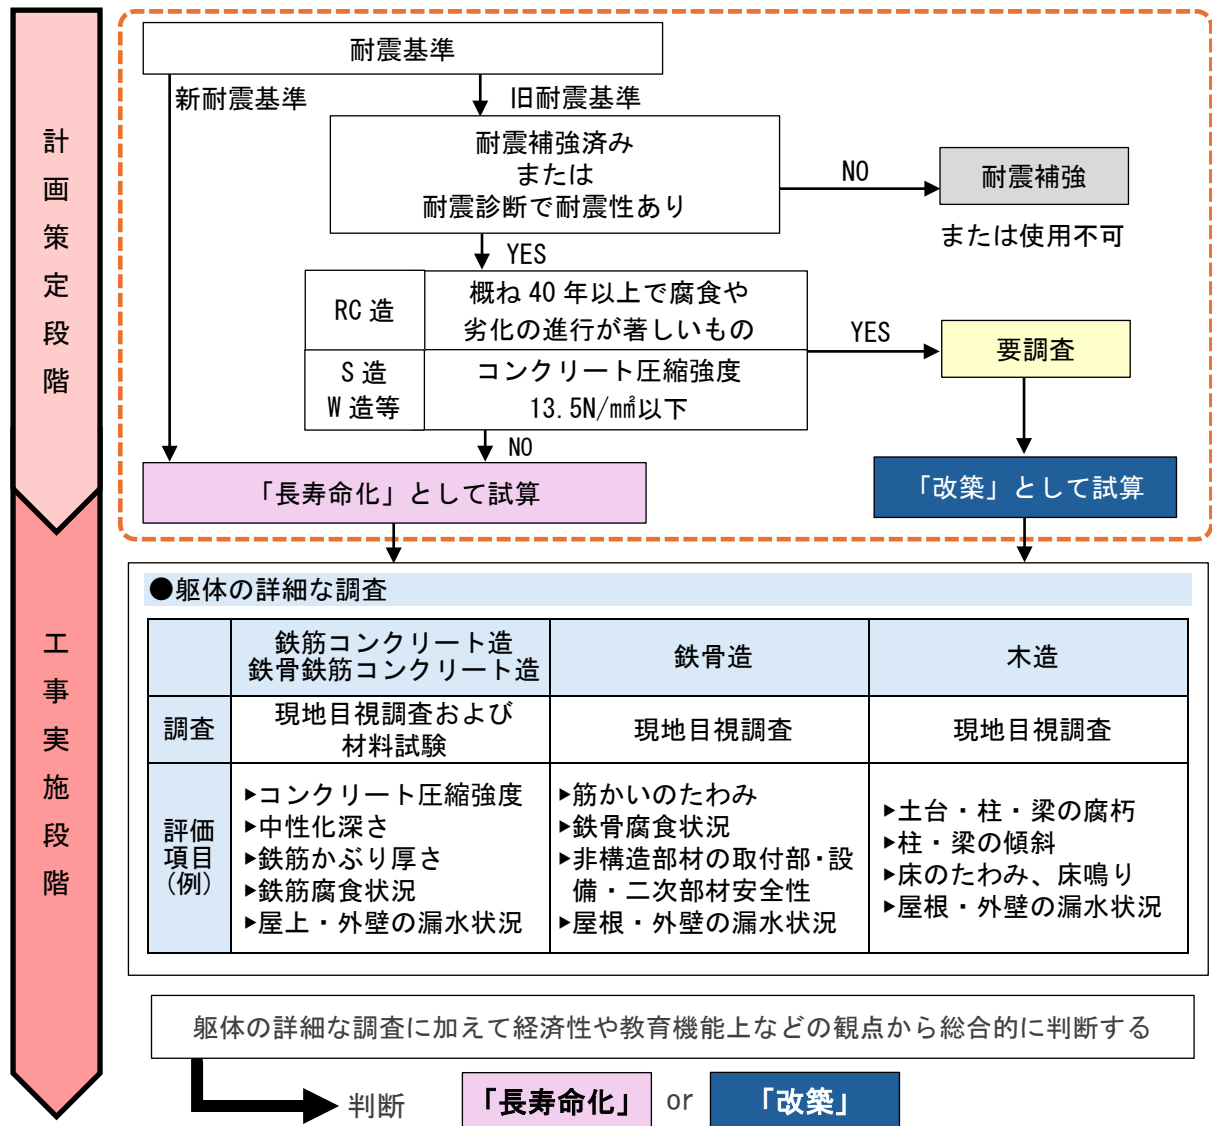 計画策定段階
工事実施段階
耐震基準
新耐震基準
旧耐震基準
耐震補強済み
または
耐震診断で耐震性あり
NO
耐震補強
または使用不可
YES
RC 造
概ね 40 年以上で腐食や
劣化の進行が著しいもの
S 造
W 造等
コンクリート圧縮強度
13.5N/㎟以下
YES
要調査
NO
「長寿命化」として試算
「改築」として試算
●躯体の詳細な調査
鉄筋コンクリート造
鉄骨鉄筋コンクリート造
鉄骨造
木造
調査
現地目視調査および
材料試験
現地目視調査
現地目視調査
評価
項目
(例)
▶コンクリート圧縮強度
▶中性化深さ
▶鉄筋かぶり厚さ
▶鉄筋腐食状況
▶屋上・外壁の漏水状況
▶筋かいのたわみ
▶鉄骨腐食状況
▶非構造部材の取付部・設
備・二次部材安全性
▶屋根・外壁の漏水状況
▶土台・柱・梁の腐朽
▶柱・梁の傾斜
▶床のたわみ、床鳴り
▶屋根・外壁の漏水状況
躯体の詳細な調査に加えて経済性や教育機能上などの観点から総合的に判断する
判断
「長寿命化」
or
「改築」